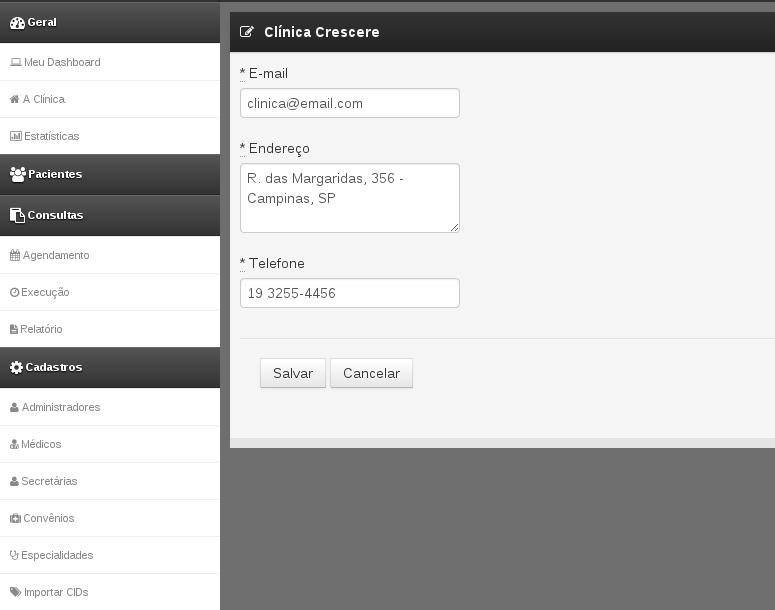 Geral
Meu Dashboard
A Clínica
Estatísticas
Pacientes
Consultas
Agendamento
Execução
Relatório
Cadastros
Administradores
Médicos
Secretárias
Convênios
Especialidades
Importar CIDs
Clínica Crescere
* E-mail
clinica@email.com
* Endereço
R. das Margaridas, 356 -
Campinas, SP
* Telefone
19 3255-4456
Salvar Cancelar